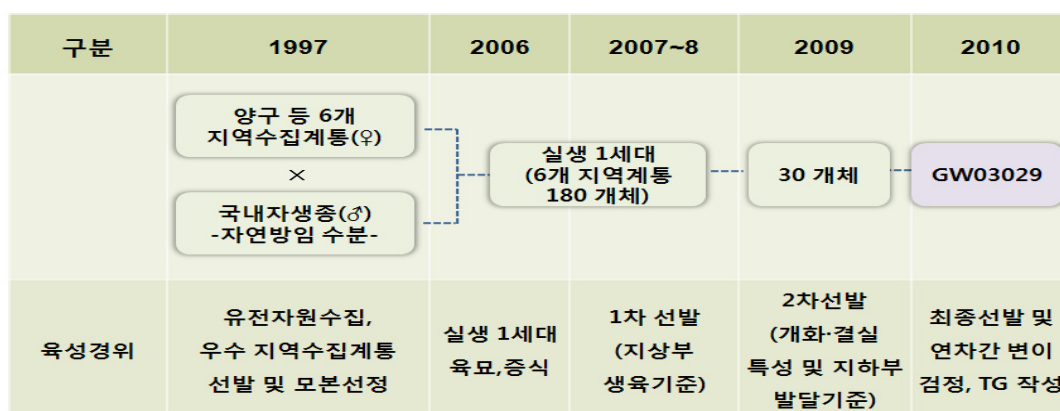 구분 1997 2006 2007~8 2009 2010
양구 등 6개
지역수집계통(♀)
×
국내자생종(♂)
-자연방임 수분-
실생 1세대
(6개 지역계통
180 개체)
30 개체
GW03029
육성경위
유전자원수집,
우수 지역수집계통
선발 및 모본선정
실생 1세대
육묘,증식
1차 선발
(지상부
생육기준)
2차선발
(개화·결실
특성 및 지하부
발달기준)
최종선발 및
연차간 변이
검정, TG 작성